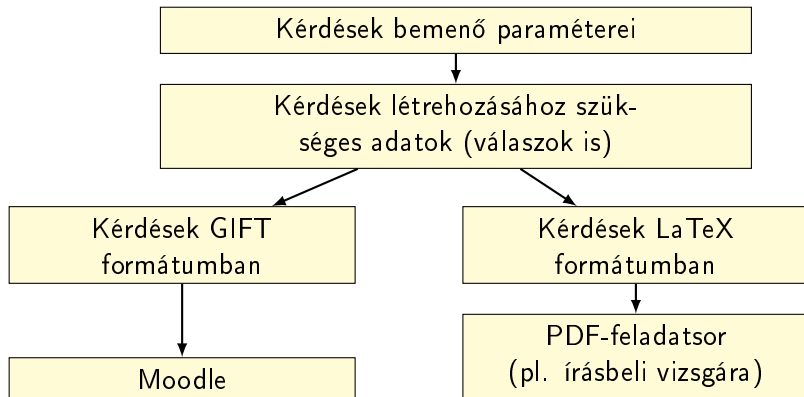 Kérdések bemenő paraméterei
Kérdések létrehozásához szük-
séges adatok (válaszok is)
Kérdések GIFT
formátumban
Kérdések LaTeX
formátumban
PDF-feladatsor
(pl. írásbeli vizsgára)
Moodle